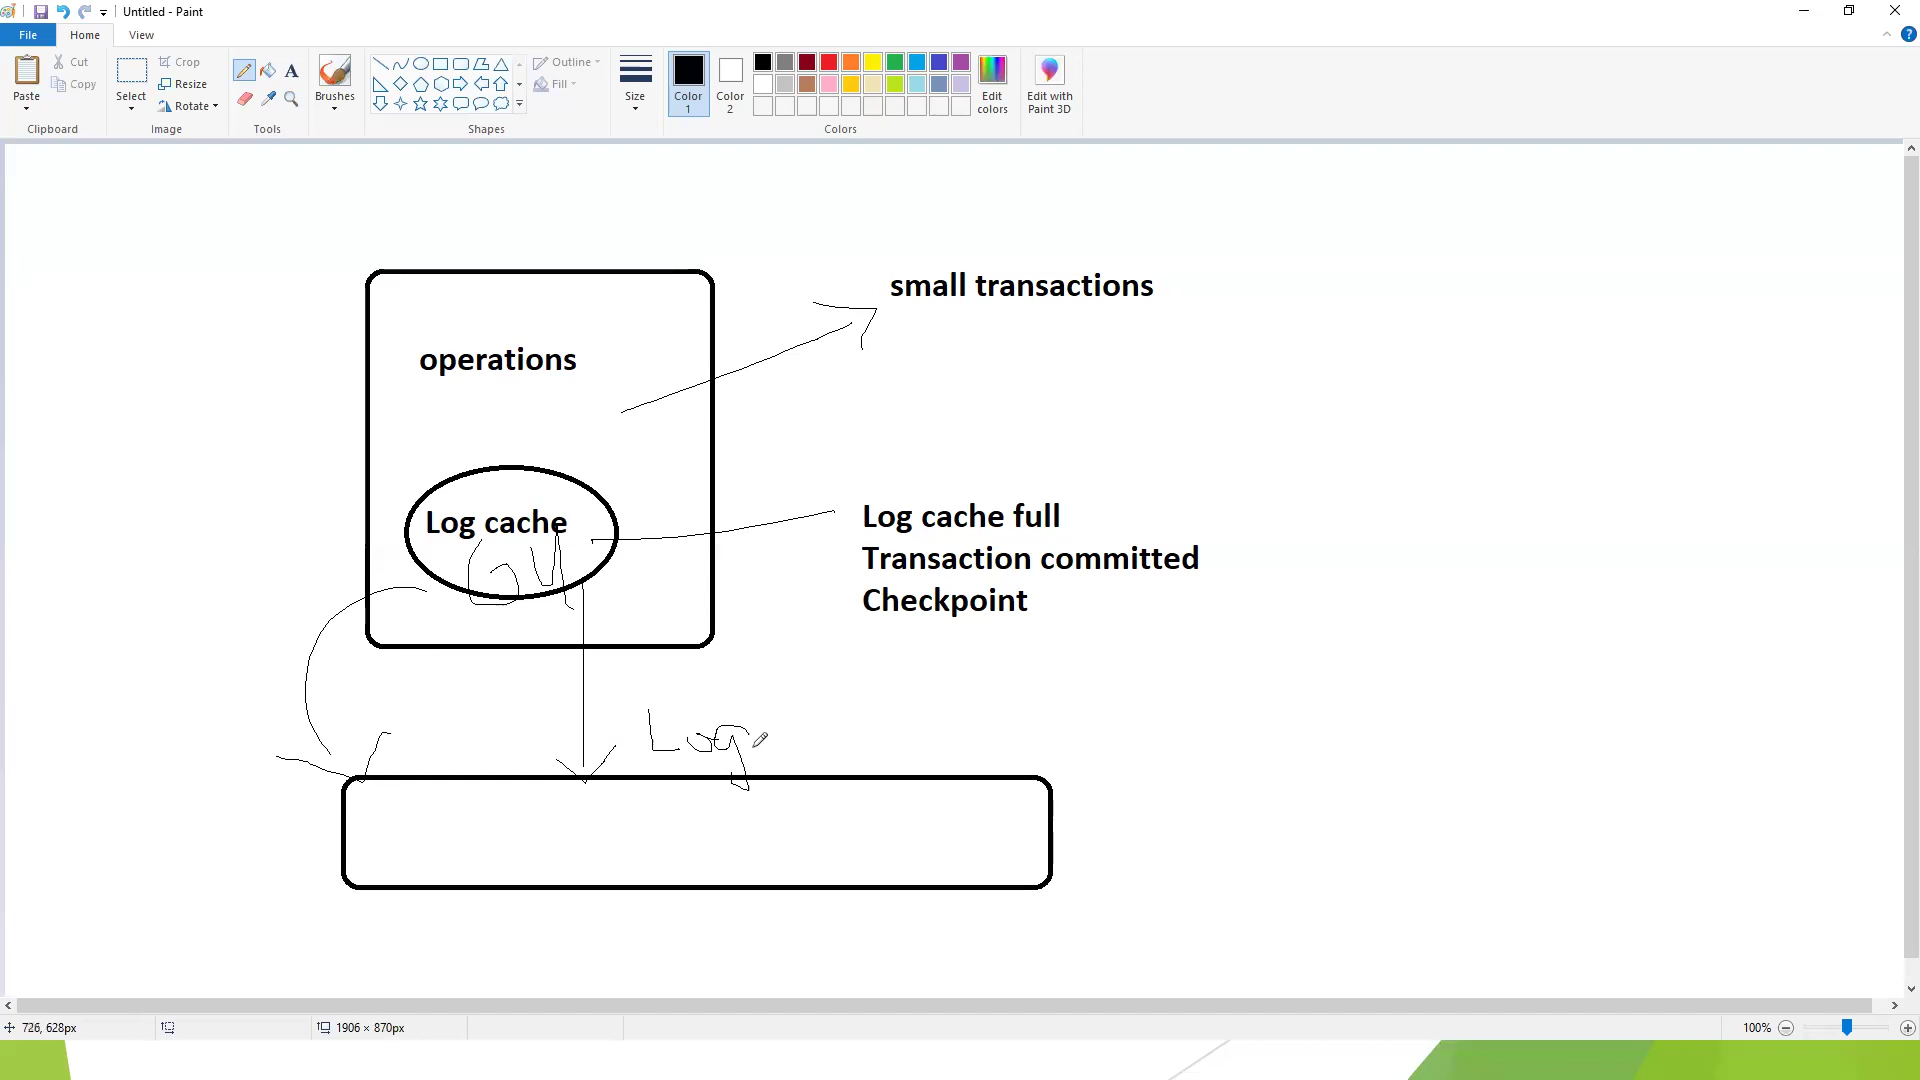 Untitled - Paint
File
Home
View
Paste
Cut
Copy
Clipboard
Select
Crop
Resize
Rotate
Image
Tools
Brushes
Shapes
Outline
Fill
Size
Color 1
Color 2
Edit colors
Edit with Paint 3D
Colors
small transactions
operations
Log cache
Log cache full
Transaction committed
Checkpoint
Log
726, 628px
1906 × 870px
100%